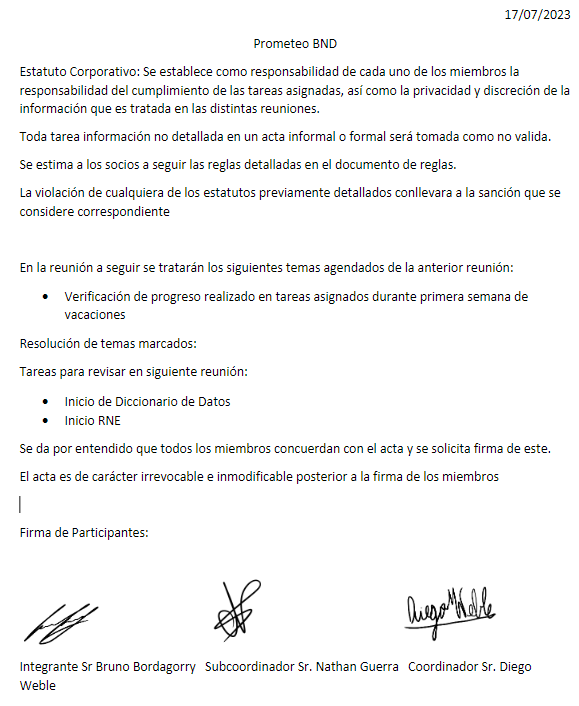 17/07/2023
Prometeo BND
Estatuto Corporativo: Se establece como responsabilidad de cada uno de los miembros la
responsabilidad del cumplimiento de las tareas asignadas, así como la privacidad y discreción de la
información que es tratada en las distintas reuniones.
Toda tarea información no detallada en un acta informal o formal será tomada como no valida.
Se estima a los socios a seguir las reglas detalladas en el documento de reglas.
La violación de cualquiera de los estatutos previamente detallados conllevara a la sanción que se
considere correspondiente
En la reunión a seguir se tratarán los siguientes temas agendados de la anterior reunión:
• Verificación de progreso realizado en tareas asignados durante primera semana de
vacaciones
Resolución de temas marcados:
Tareas para revisar en siguiente reunión:
• Inicio de Diccionario de Datos
• Inicio RNE
Se da por entendido que todos los miembros concuerdan con el acta y se solicita firma de este.
El acta es de carácter irrevocable e inmodificable posterior a la firma de los miembros
Firma de Participantes:
Diego Weble
Integrante Sr Bruno Bordagorry Subcoordinador Sr. Nathan Guerra Coordinador Sr. Diego
Weble